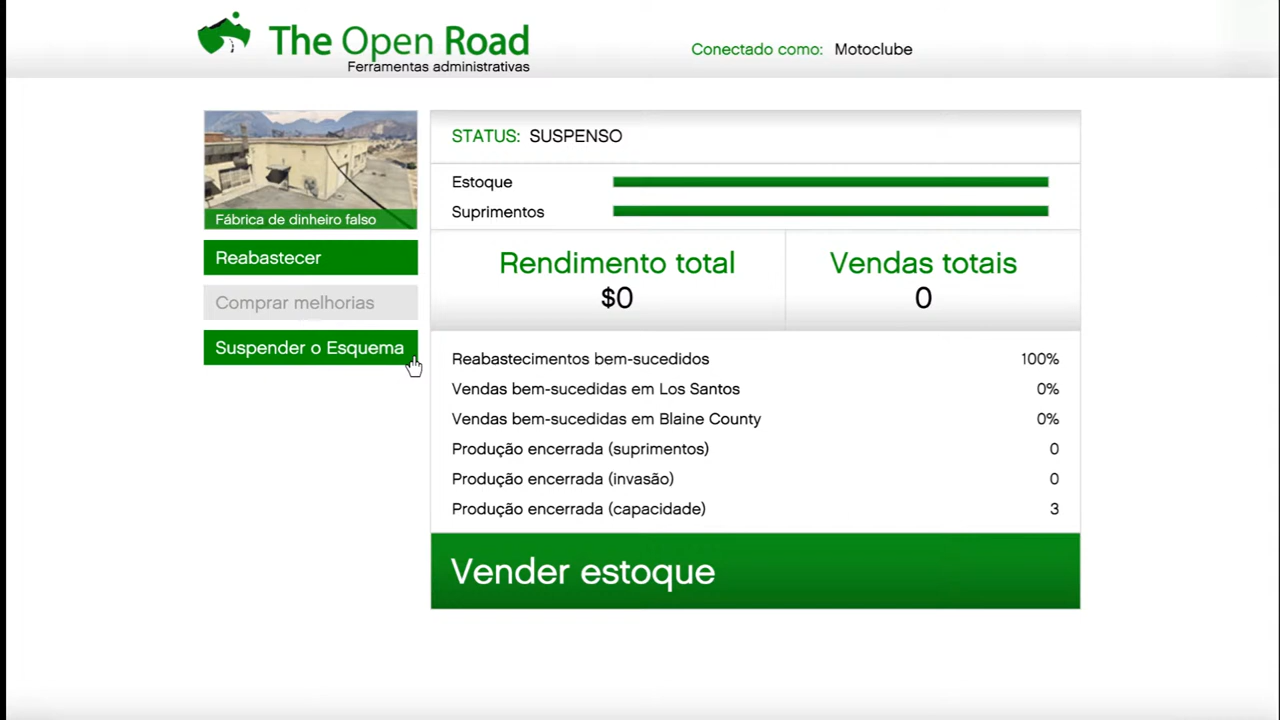 The Open Road
Ferramentas administrativas
Conectado como: Motoclube
Fábrica de dinheiro falso
Reabastecer
Comprar melhorias
Suspender o Esquema
STATUS: SUSPENSO
Estoque
Suprimentos
Rendimento total
$0
Vendas totais
0
Reabastecimentos bem-sucedidos 100%
Vendas bem-sucedidas em Los Santos 0%
Vendas bem-sucedidas em Blaine County 0%
Produção encerrada (suprimentos) 0
Produção encerrada (invasão) 0
Produção encerrada (capacidade) 3
Vender estoque